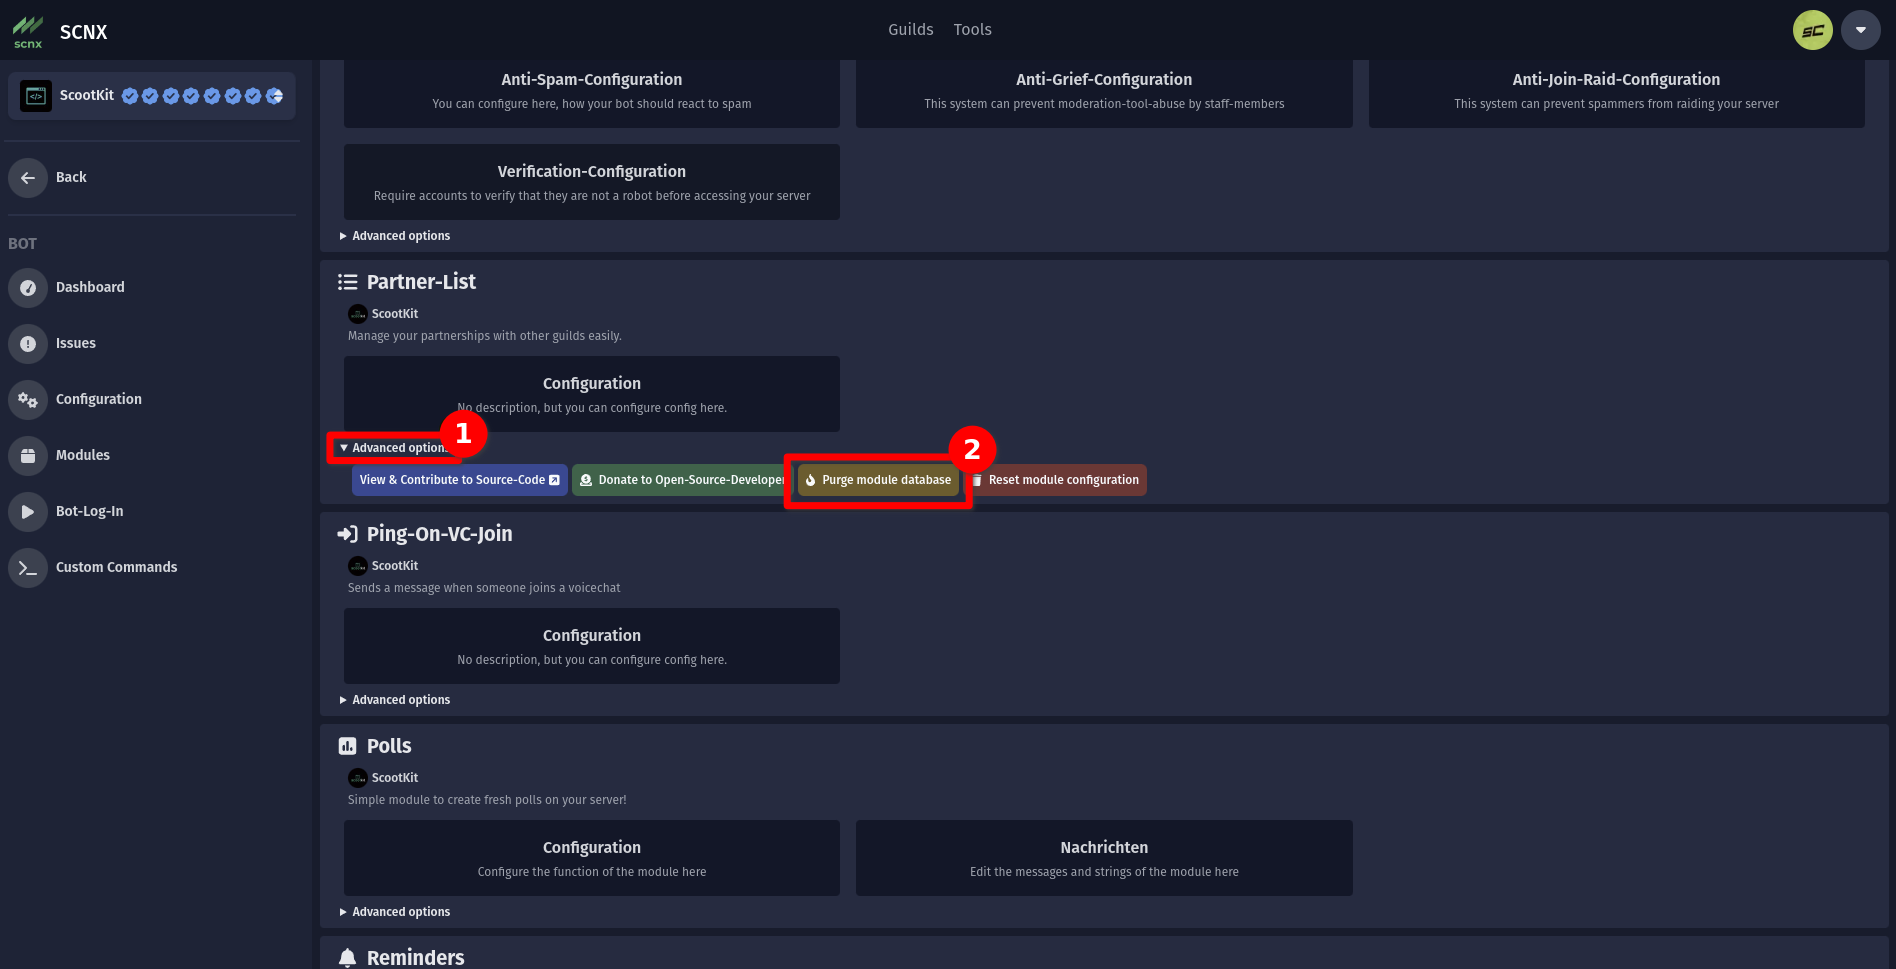 scnx
SCNX
Guilds
Tools
SC
ScootKit
Back
BOT
Dashboard
Issues
Configuration
Modules
Bot-Log-In
Custom Commands
Anti-Spam-Configuration
You can configure here, how your bot should react to spam
Anti-Grief-Configuration
This system can prevent moderation-tool-abuse by staff-members
Anti-Join-Raid-Configuration
This system can prevent spammers from raiding your server
Verification-Configuration
Require accounts to verify that they are not a robot before accessing your server
Advanced options
Partner-List
ScootKit
Manage your partnerships with other guilds easily.
Configuration
No description, but you can configure config here.
1
Advanced options
2
View & Contribute to Source-Code
Donate to Open-Source-Developer
Purge module database
Reset module configuration
Ping-On-VC-Join
ScootKit
Sends a message when someone joins a voicechat
Configuration
No description, but you can configure config here.
Advanced options
Polls
ScootKit
Simple module to create fresh polls on your server!
Configuration
Configure the function of the module here
Nachrichten
Edit the messages and strings of the module here
Advanced options
Reminders